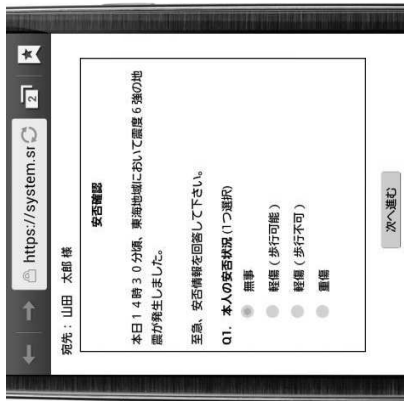 https://system.sr
2
宛先： 山田　太郎 様
安否確認
本日１４時３０分頃、東海地域において震度６強の地
震が発生しました。
至急、安否情報を回答して下さい。
Q1. 本人の安否状況 (1つ選択)
無事
軽傷 ( 歩行可能 )
軽傷 ( 歩行不可 )
重傷
次へ進む